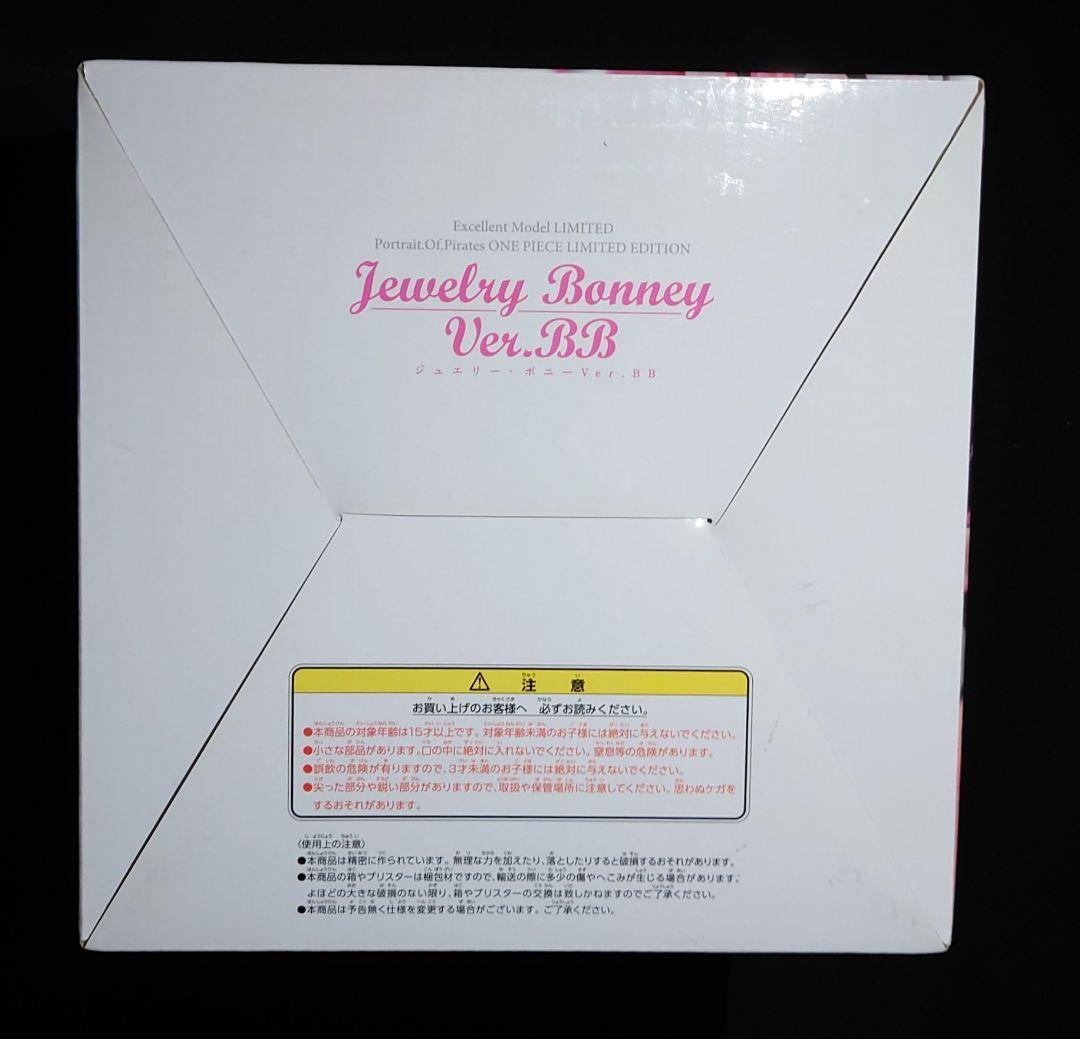 Excellent Model LIMITED
Portrait.Of.Pirates ONE PIECE LIMITED EDITION
Jewelry Bonney
Ver.BB
ジュエリー・ボニーVer.BB
注意
お買い上げのお客様へ 必ずお読みください。
●本商品の対象年齢は15才以上です。対象年齢未満のお子様には絶対に与えないでください。
●小さな部品があります。口の中に絶対に入れないでください。窒息等の危険があります。
●誤飲の危険が有りますので、3才未満のお子様には絶対に与えないでください。
●尖った部分や鋭い部分がありますので、取扱や保管場所に注意してください。思わぬケガを
するおそれがあります。
〈使用上の注意〉
●本商品は精密に作られています。無理な力を加えたり、落としたりすると破損するおそれがあります。
●本商品の箱やブリスターは梱包材ですので、輸送の際に多少の傷やへこみが生じる場合があります。
よほどの大きな破損のない限り、箱やブリスターの交換は致しかねますのでご了承ください。
●本商品は予告無く仕様を変更する場合がございます。ご了承ください。